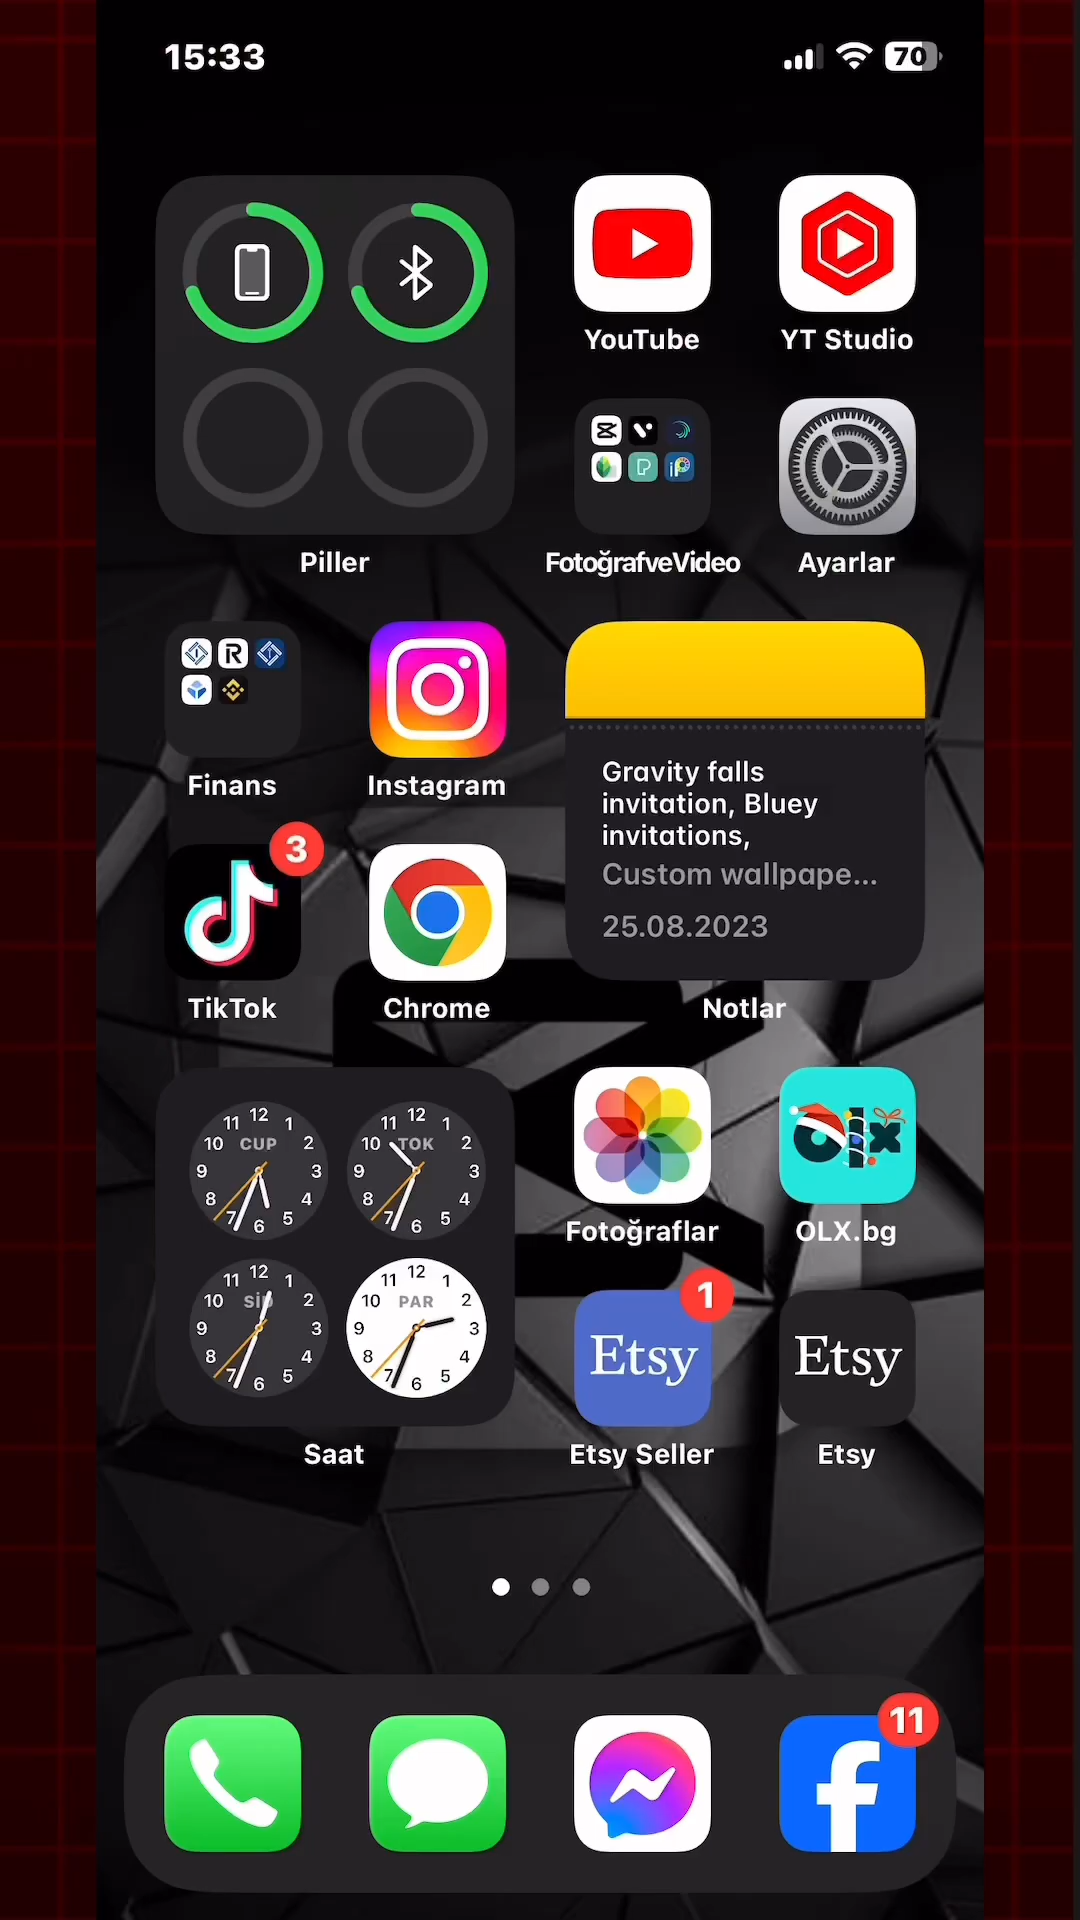 15:33
70
YouTube
YT Studio
Piller
FotoğrafveVideo
Ayarlar
Finans
Instagram
Gravity falls
invitation, Bluey
invitations,
Custom wallpape...
25.08.2023
3
TikTok
Chrome
Notlar
12 1 2 3 4 5 6 7 8 9 10 11
CUP
12 1 2 3 4 5 6 7 8 9 10 11
TOK
12 1 2 3 4 5 6 7 8 9 10 11
SİD
12 1 2 3 4 5 6 7 8 9 10 11
PAR
Saat
Fotoğraflar
olx
OLX.bg
1
Etsy
Etsy Seller
Etsy
Etsy
11